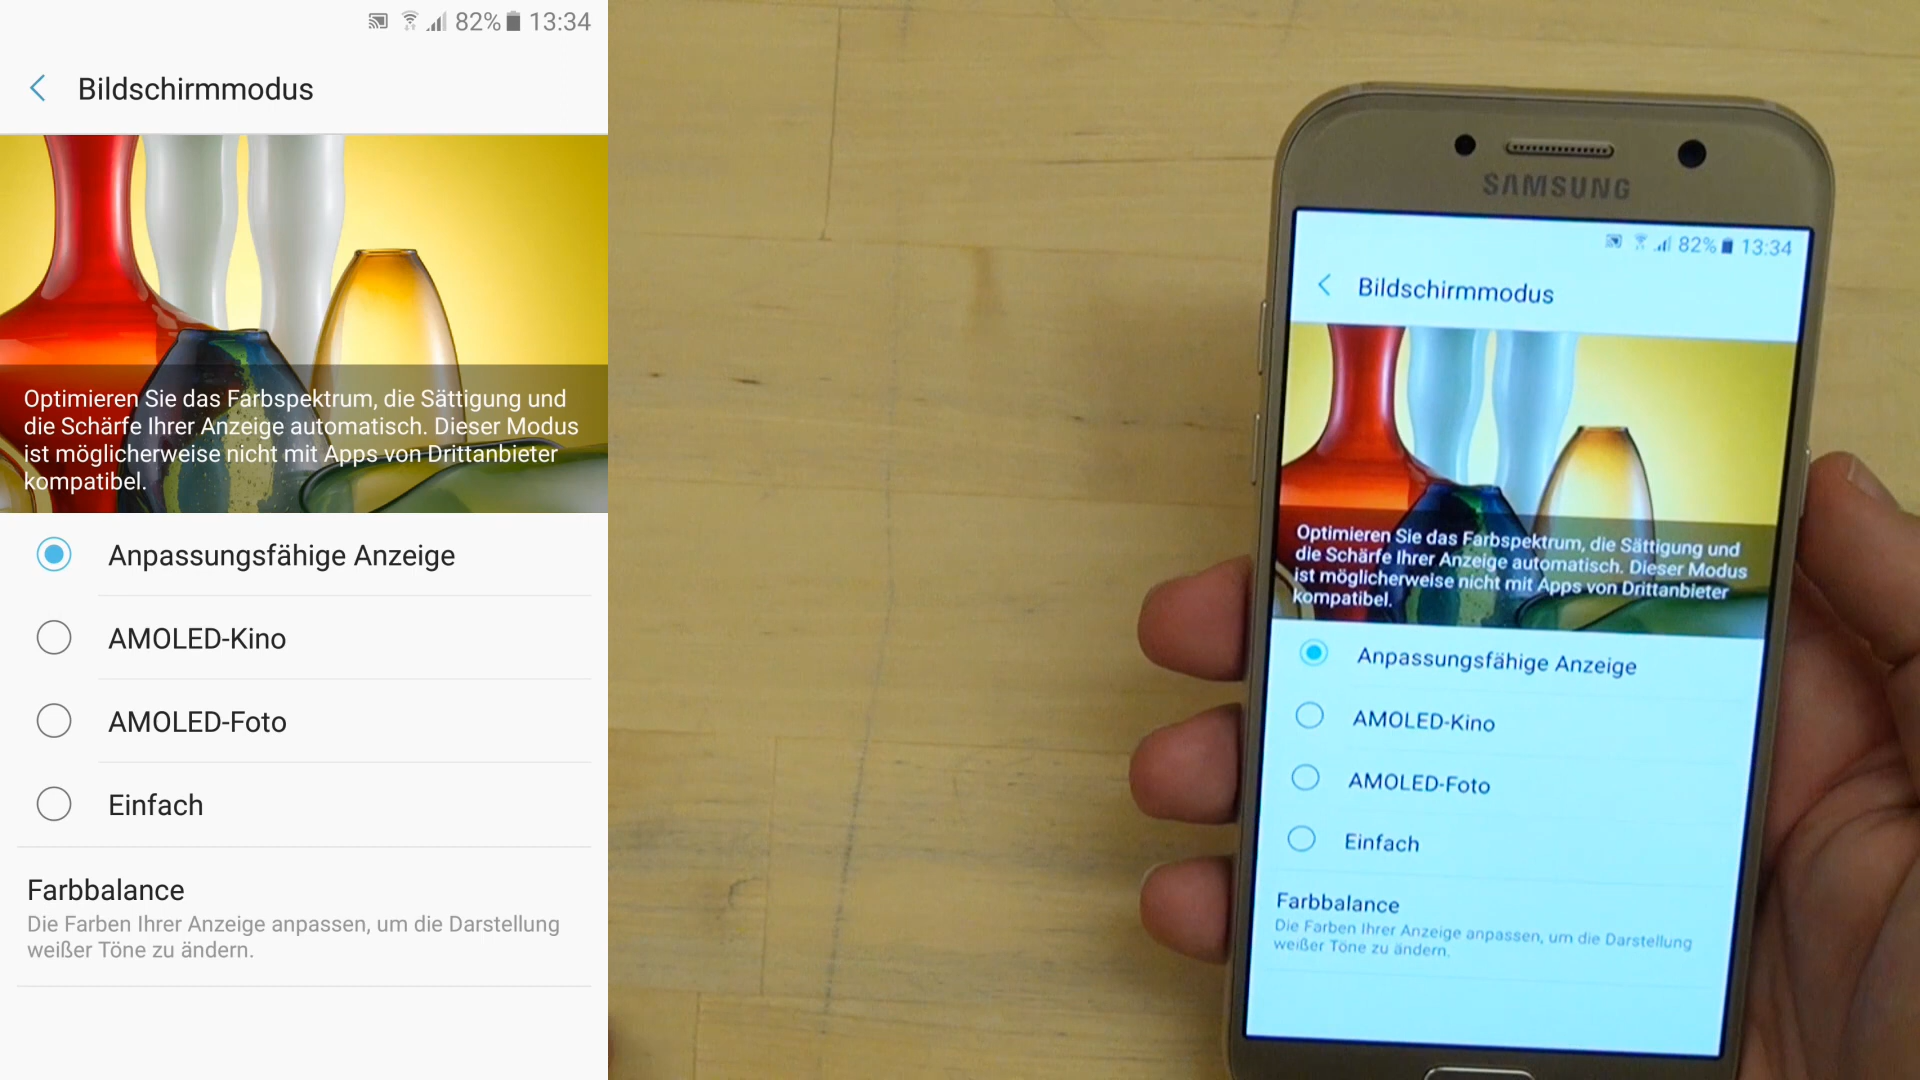 82% 13:34
Bildschirmmodus
Optimieren Sie das Farbspektrum, die Sättigung und
die Schärfe Ihrer Anzeige automatisch. Dieser Modus
ist möglicherweise nicht mit Apps von Drittanbieter
kompatibel.
Anpassungsfähige Anzeige
AMOLED-Kino
AMOLED-Foto
Einfach
Farbbalance
Die Farben Ihrer Anzeige anpassen, um die Darstellung
weißer Töne zu ändern.
SAMSUNG
82% 13:34
Bildschirmmodus
Optimieren Sie das Farbspektrum, die Sättigung und
die Schärfe Ihrer Anzeige automatisch. Dieser Modus
ist möglicherweise nicht mit Apps von Drittanbieter
kompatibel.
Anpassungsfähige Anzeige
AMOLED-Kino
AMOLED-Foto
Einfach
Farbbalance
Die Farben Ihrer Anzeige anpassen, um die Darstellung
weißer Töne zu ändern.